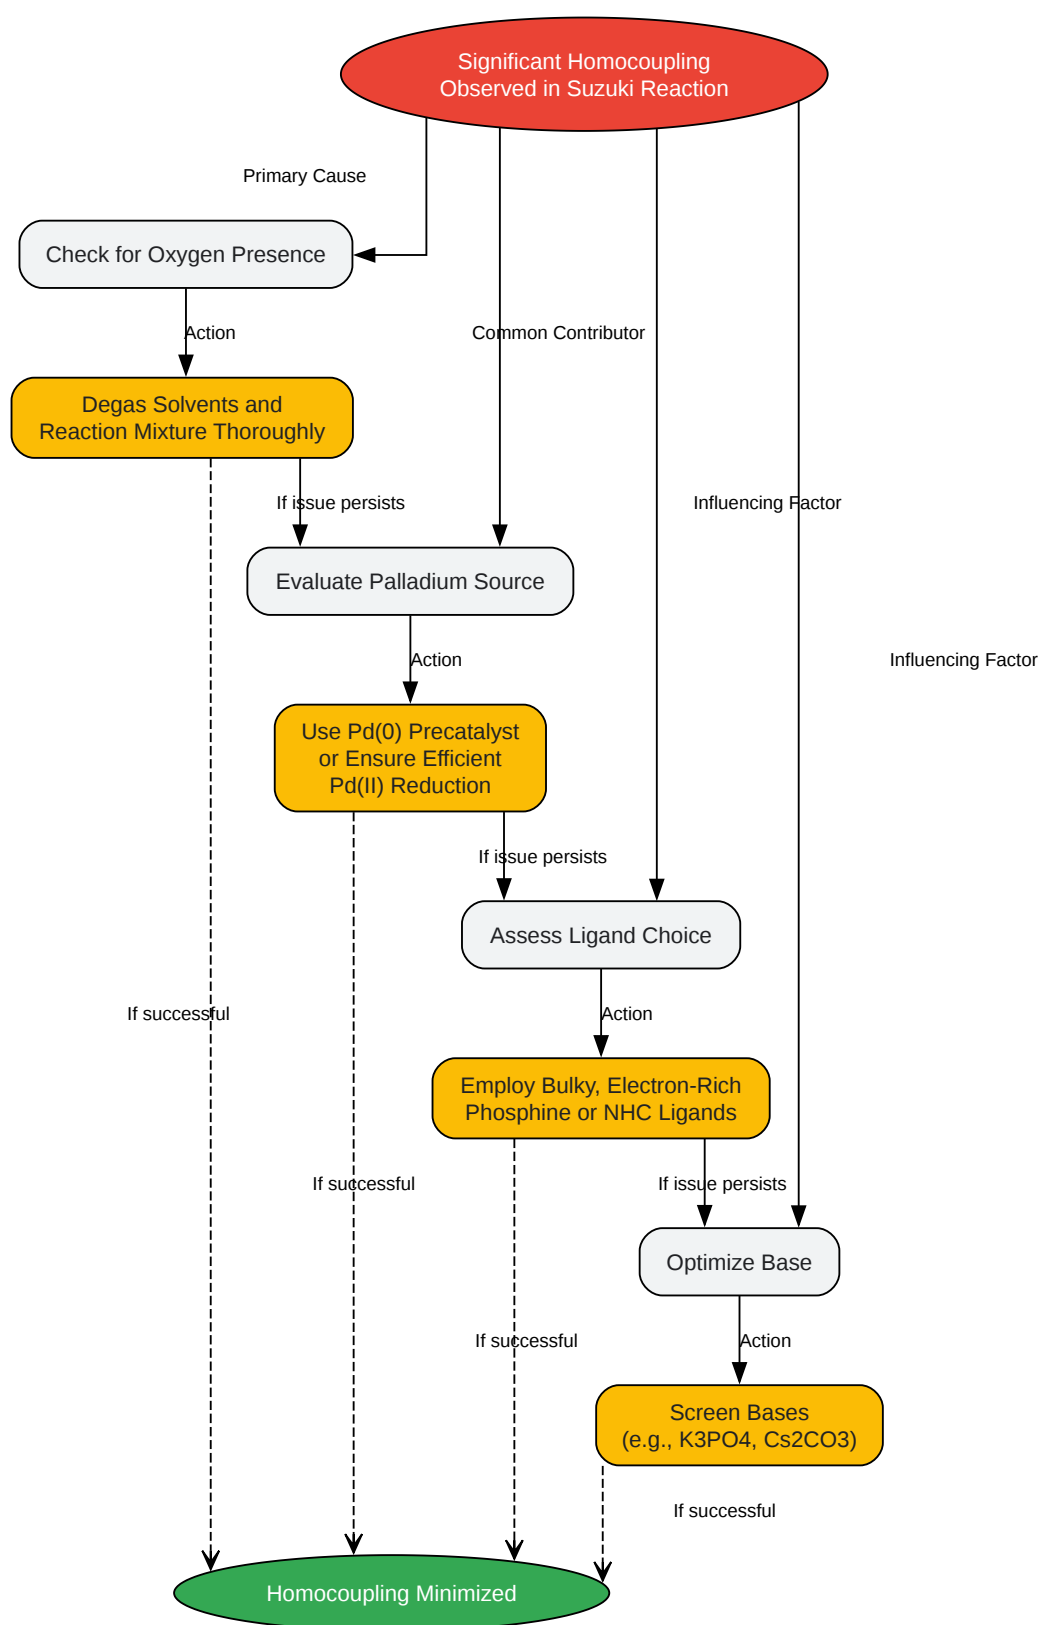 Significant Homocoupling
Observed in Suzuki Reaction
Primary Cause
Check for Oxygen Presence
Action
Common Contributor
Degas Solvents and
Reaction Mixture Thoroughly
If issue persists
Influencing Factor
Evaluate Palladium Source
Action
Influencing Factor
Use Pd(0) Precatalyst
or Ensure Efficient
Pd(II) Reduction
If issue persists
Assess Ligand Choice
If successful
Action
Employ Bulky, Electron-Rich
Phosphine or NHC Ligands
If successful
If issue persists
Optimize Base
If successful
Action
Screen Bases
(e.g., K3PO4, Cs2CO3)
If successful
Homocoupling Minimized